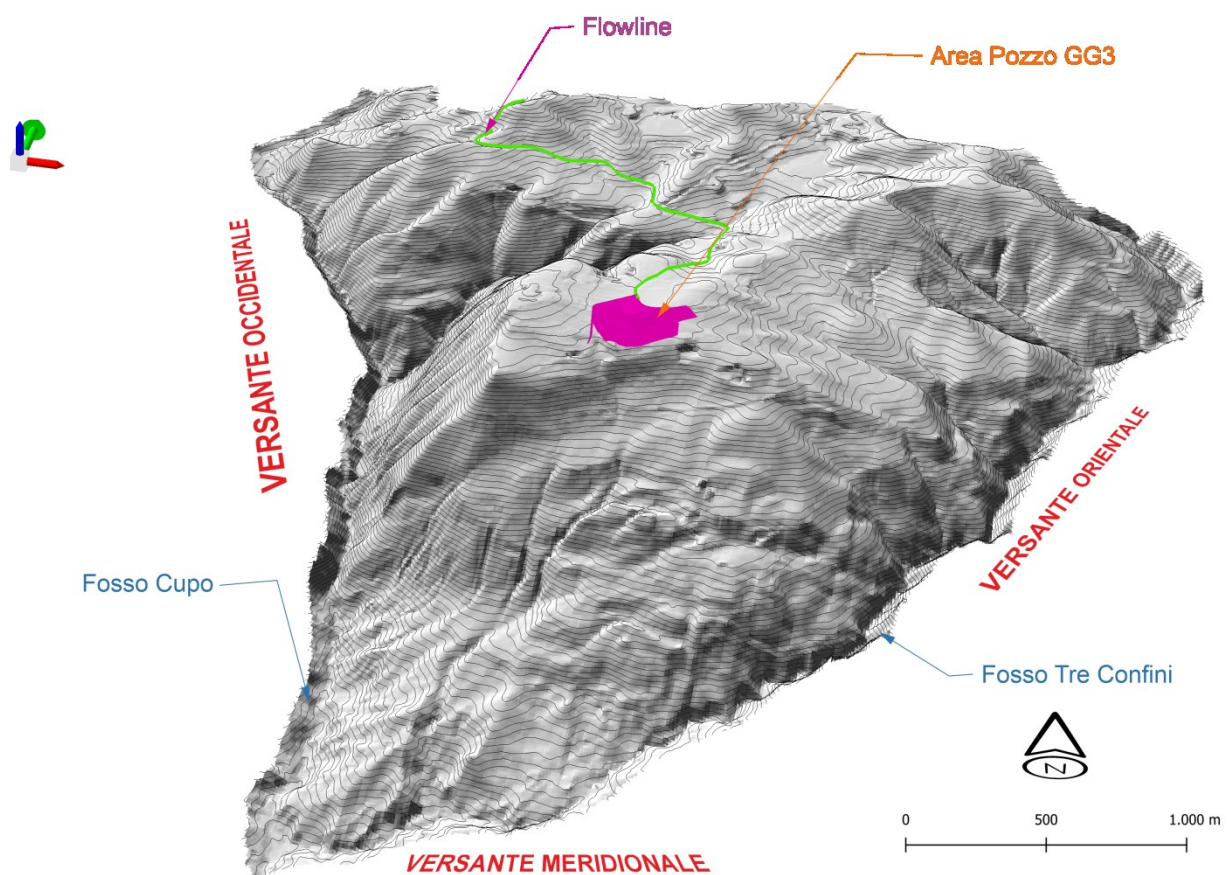 Flowline
Area Pozzo GG3
VERSANTE OCCIDENTALE
VERSANTE ORIENTALE
Fosso Cupo
Fosso Tre Confini
N
0 500 1.000 m
VERSANTE MERIDIONALE